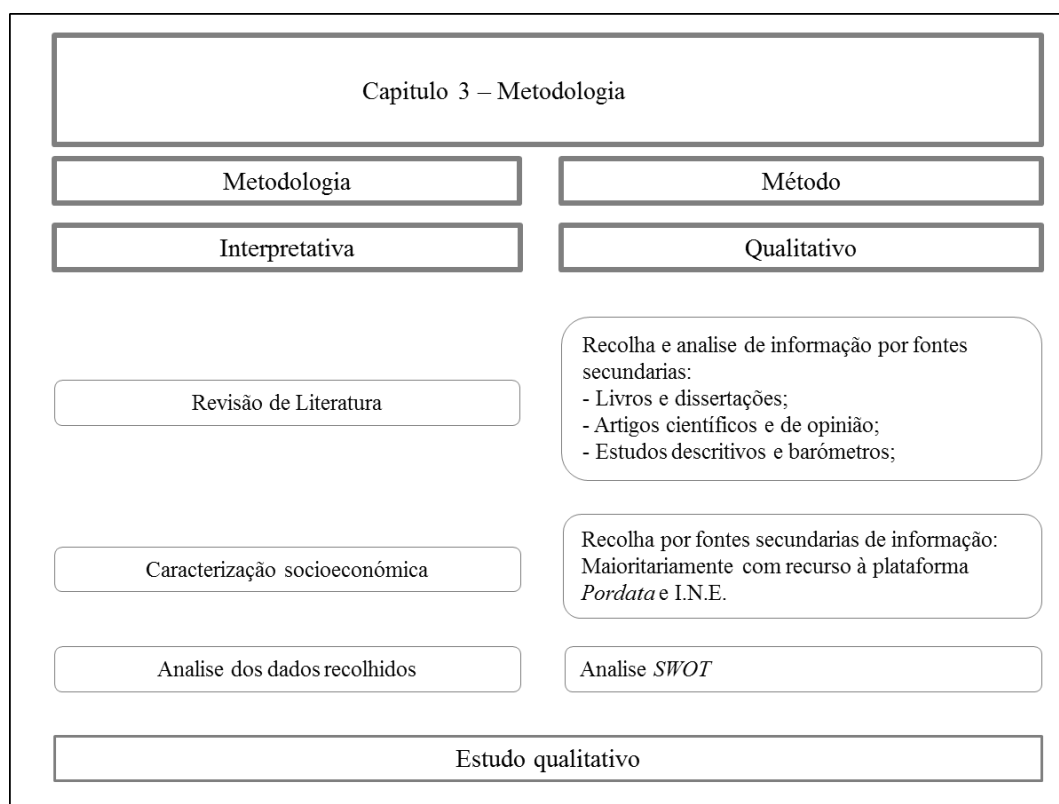 Capitulo 3 – Metodologia
Metodologia
Método
Interpretativa
Qualitativo
Revisão de Literatura
Recolha e analise de informação por fontes
secundarias:
- Livros e dissertações;
- Artigos científicos e de opinião;
- Estudos descritivos e barómetros;
Caracterização socioeconómica
Recolha por fontes secundarias de informação:
Maioritariamente com recurso à plataforma
Pordata e I.N.E.
Analise dos dados recolhidos
Analise SWOT
Estudo qualitativo